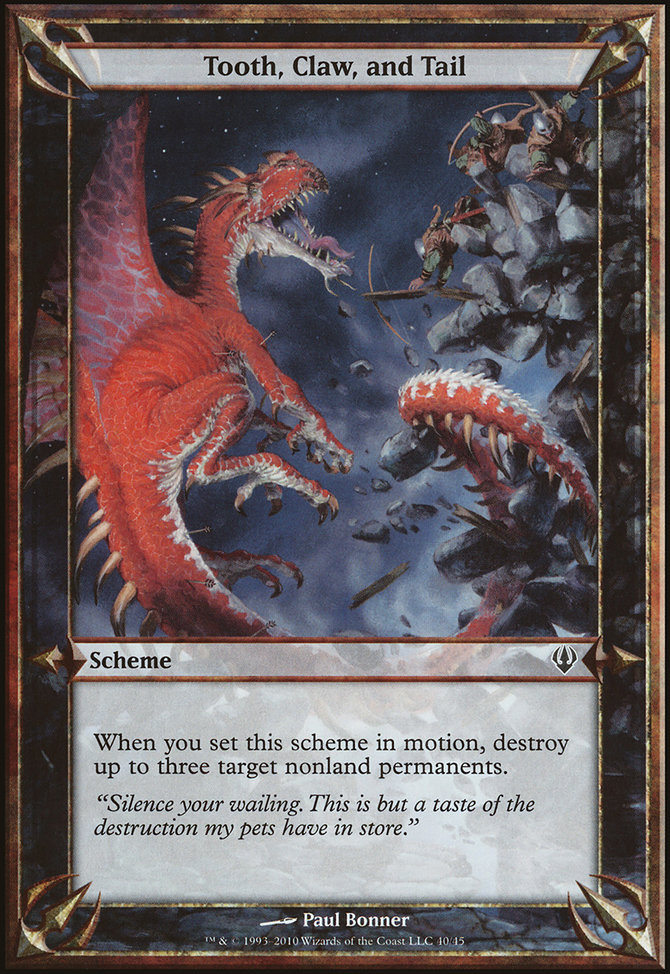 Tooth, Claw, and Tail
Scheme
When you set this scheme in motion, destroy
up to three target nonland permanents.
“Silence your wailing. This is but a taste of the
destruction my pets have in store.”
Paul Bonner
™ & © 1993-2010 Wizards of the Coast LLC 40/45